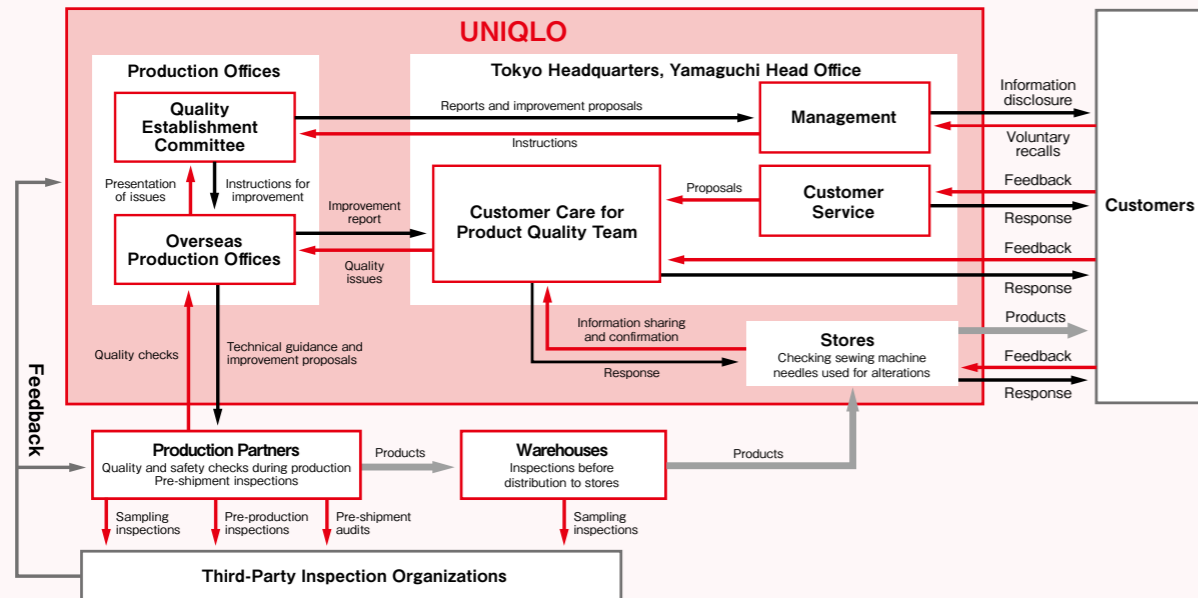 UNIQLO
Production Offices
Quality
Establishment
Committee
Presentation
of issues
Instructions for
improvement
Overseas
Production Offices
Reports and improvement proposals
Instructions
Improvement
report
Quality
issues
Tokyo Headquarters, Yamaguchi Head Office
Management
Customer Care for
Product Quality Team
Proposals
Customer
Service
Information
disclosure
Voluntary
recalls
Feedback
Response
Feedback
Response
Products
Feedback
Response
Customers
Information sharing
and confirmation
Response
Stores
Checking sewing machine
needles used for alterations
Quality checks
Technical guidance and
improvement proposals
Feedback
Production Partners
Quality and safety checks during production
Pre-shipment inspections
Products
Warehouses
Inspections before
distribution to stores
Products
Sampling
inspections
Pre-production
inspections
Pre-shipment
audits
Sampling
inspections
Third-Party Inspection Organizations